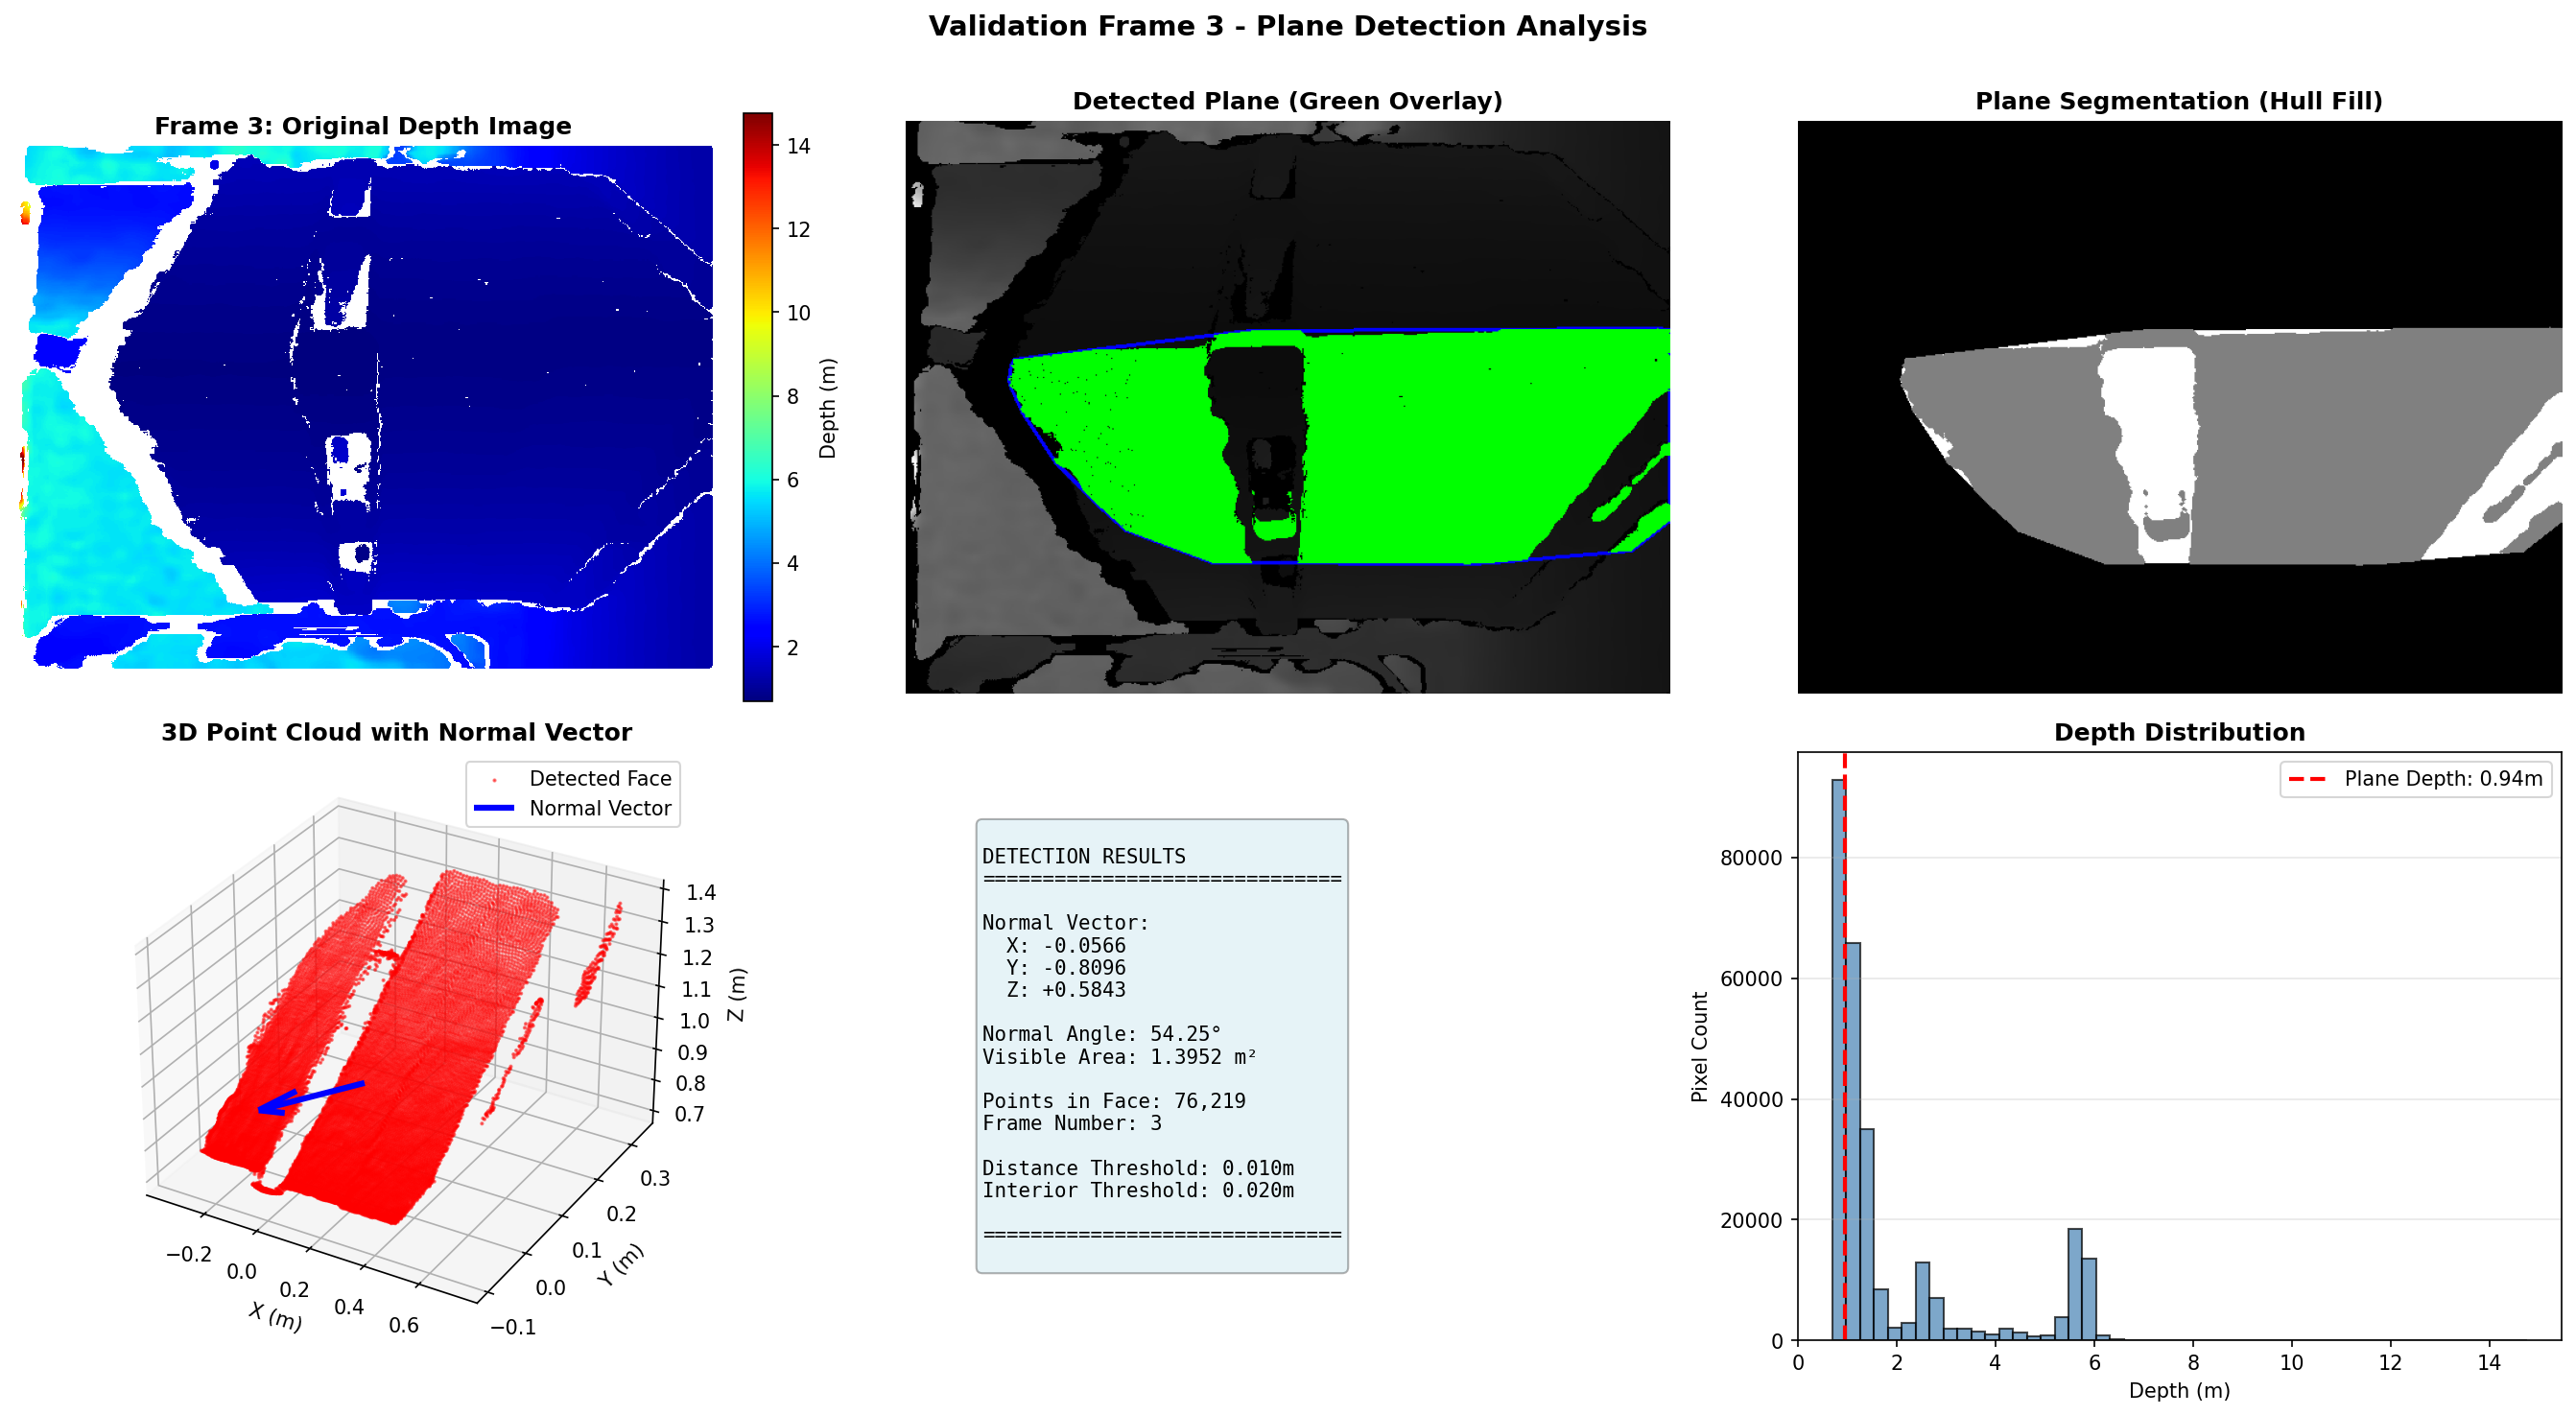 Validation Frame 3 - Plane Detection Analysis
Frame 3: Original Depth Image
14
12
10
8
6
4
2
Depth (m)
Detected Plane (Green Overlay)
Plane Segmentation (Hull Fill)
3D Point Cloud with Normal Vector
Detected Face
Normal Vector
1.4
1.3
1.2
1.1
1.0
0.9
0.8
0.7
Z (m)
0.3
0.2
0.1
0.0
−0.1
Y (m)
−0.2
0.0
0.2
0.4
0.6
X (m)
DETECTION RESULTS
==============================
Normal Vector:
X: -0.0566
Y: -0.8096
Z: +0.5843
Normal Angle: 54.25°
Visible Area: 1.3952 m²
Points in Face: 76,219
Frame Number: 3
Distance Threshold: 0.010m
Interior Threshold: 0.020m
==============================
Depth Distribution
Plane Depth: 0.94m
80000
60000
40000
20000
0
Pixel Count
0 2 4 6 8 10 12 14
Depth (m)